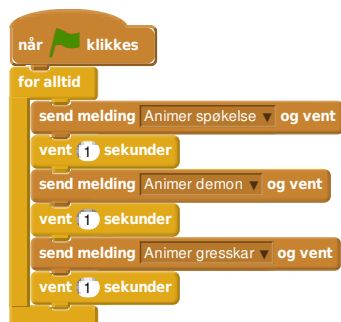 når klikkes
for alltid
send melding Animer spøkelse og vent
vent 1 sekunder
send melding Animer demon og vent
vent 1 sekunder
send melding Animer gresskar og vent
vent 1 sekunder